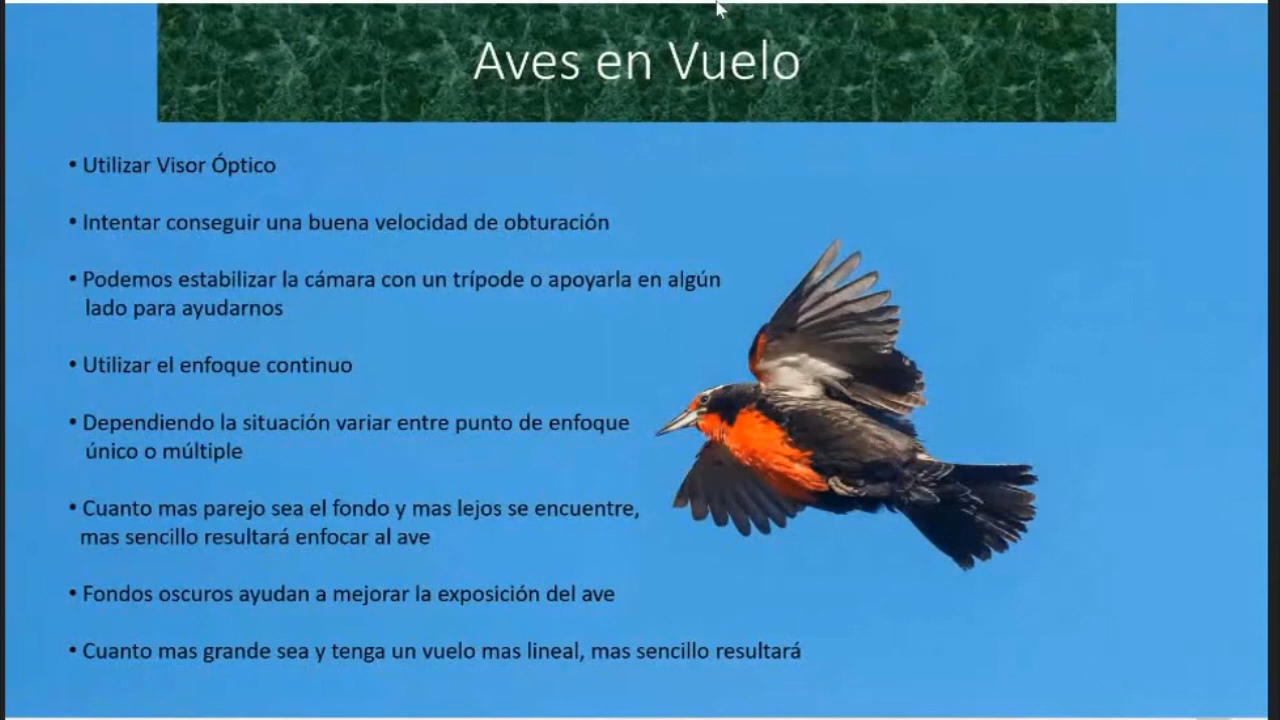 Aves en Vuelo
• Utilizar Visor Óptico
• Intentar conseguir una buena velocidad de obturación
• Podemos estabilizar la cámara con un trípode o apoyarla en algún
lado para ayudarnos
• Utilizar el enfoque continuo
• Dependiendo la situación variar entre punto de enfoque
único o múltiple
• Cuanto mas parejo sea el fondo y mas lejos se encuentre,
mas sencillo resultará enfocar al ave
• Fondos oscuros ayudan a mejorar la exposición del ave
• Cuanto mas grande sea y tenga un vuelo mas lineal, mas sencillo resultará